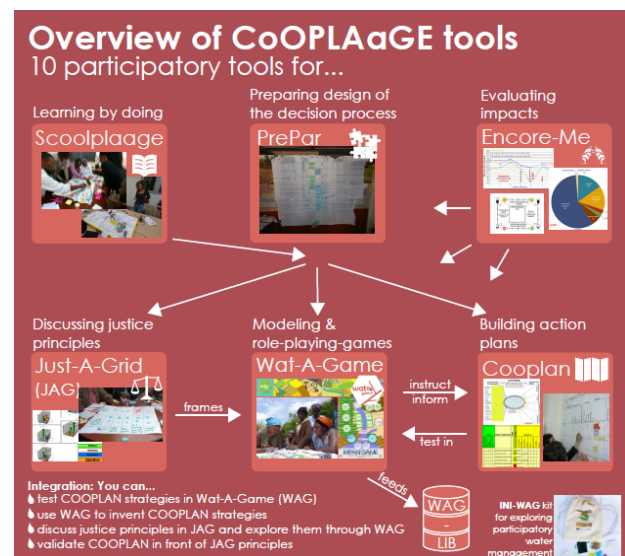 Overview of CoOPLAaGE tools
10 participatory tools for...
Learning by doing
Scoolplaage
Preparing design of
the decision process
PrePar
Evaluating
impacts
Encore-Me
Discussing justice
principles
Just-A-Grid
(JAG)
frames
Modeling &
role-playing-games
Wat-A-Game
instruct
inform
test in
Building action
plans
Cooplan
feeds
WAG
-
LIB
Integration: You can...
test COOPLAN strategies in Wat-A-Game (WAG)
use WAG to invent COOPLAN strategies
discuss justice principles in JAG and explore them through WAG
validate COOPLAN in front of JAG principles
INI-WAG kit
for exploring
participatory
water
management